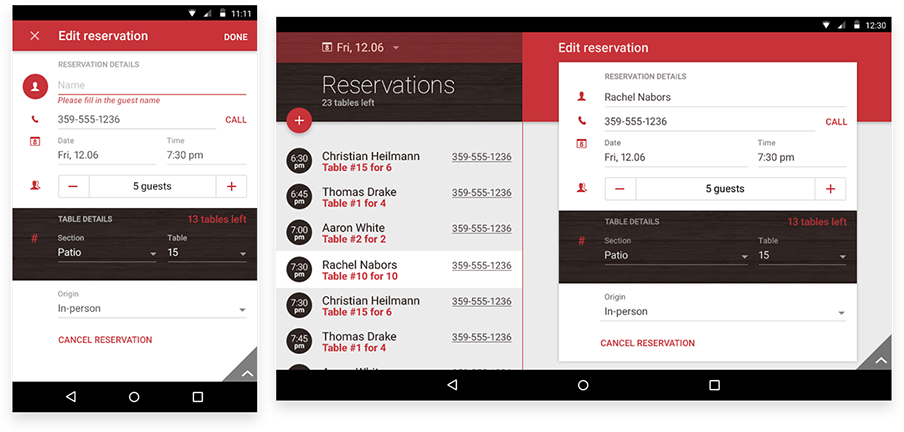 11:11
Edit reservation DONE
RESERVATION DETAILS
Name
Please fill in the guest name
359-555-1236 CALL
Date Time
Fri, 12.06 7:30 pm
− 5 guests +
TABLE DETAILS 13 tables left
# Section Table
Patio 15
Origin
In-person
CANCEL RESERVATION
12:30
Fri, 12.06
Reservations
23 tables left
+
6:30 pm Christian Heilmann 359-555-1236
Table #15 for 6
6:45 pm Thomas Drake 359-555-1236
Table #1 for 4
7:00 pm Aaron White 359-555-1236
Table #2 for 2
7:30 pm Rachel Nabors 359-555-1236
Table #10 for 10
7:30 pm Christian Heilmann 359-555-1236
Table #15 for 6
7:45 pm Thomas Drake 359-555-1236
Table #1 for 4
Edit reservation
RESERVATION DETAILS
Rachel Nabors
359-555-1236 CALL
Date Time
Fri, 12.06 7:30 pm
− 5 guests +
TABLE DETAILS 13 tables left
# Section Table
Patio 15
Origin
In-person
CANCEL RESERVATION